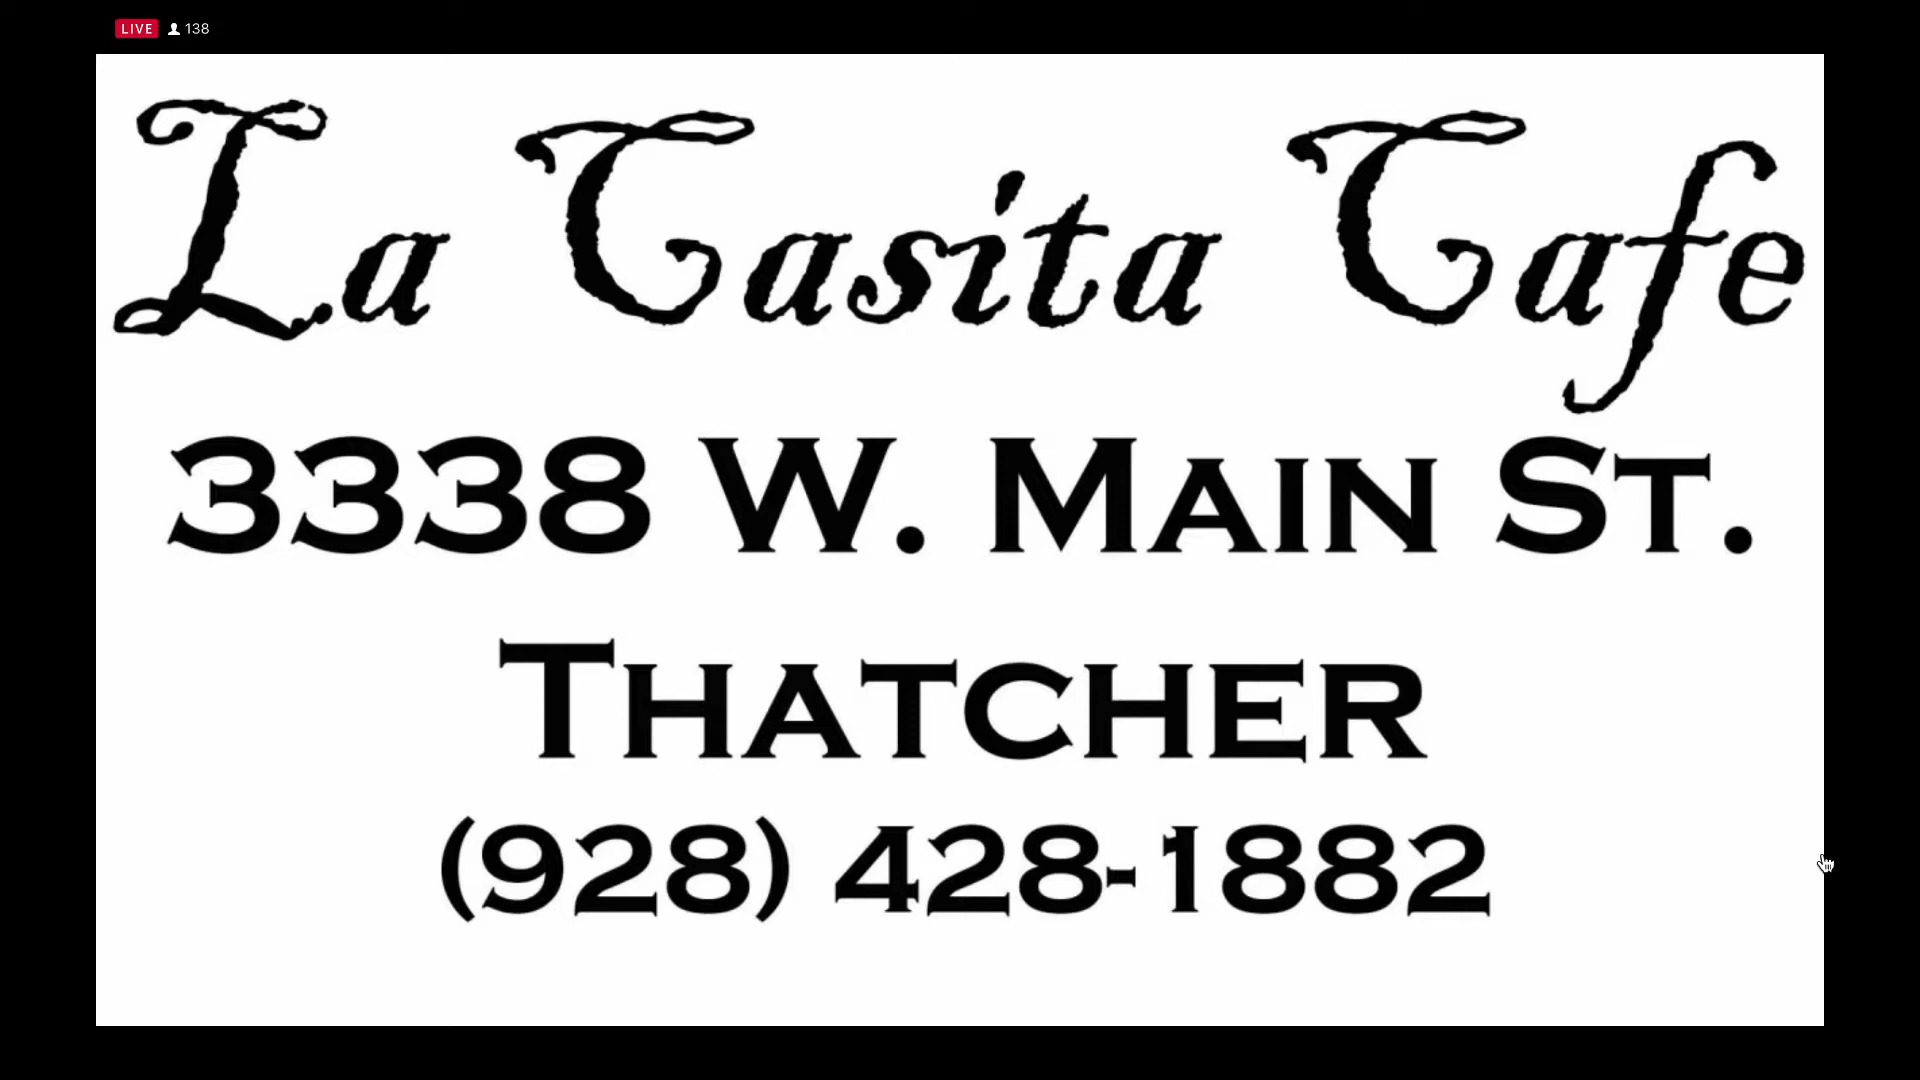 LIVE 138
La Casita Cafe
3338 W. Main St.
Thatcher
(928) 428-1882